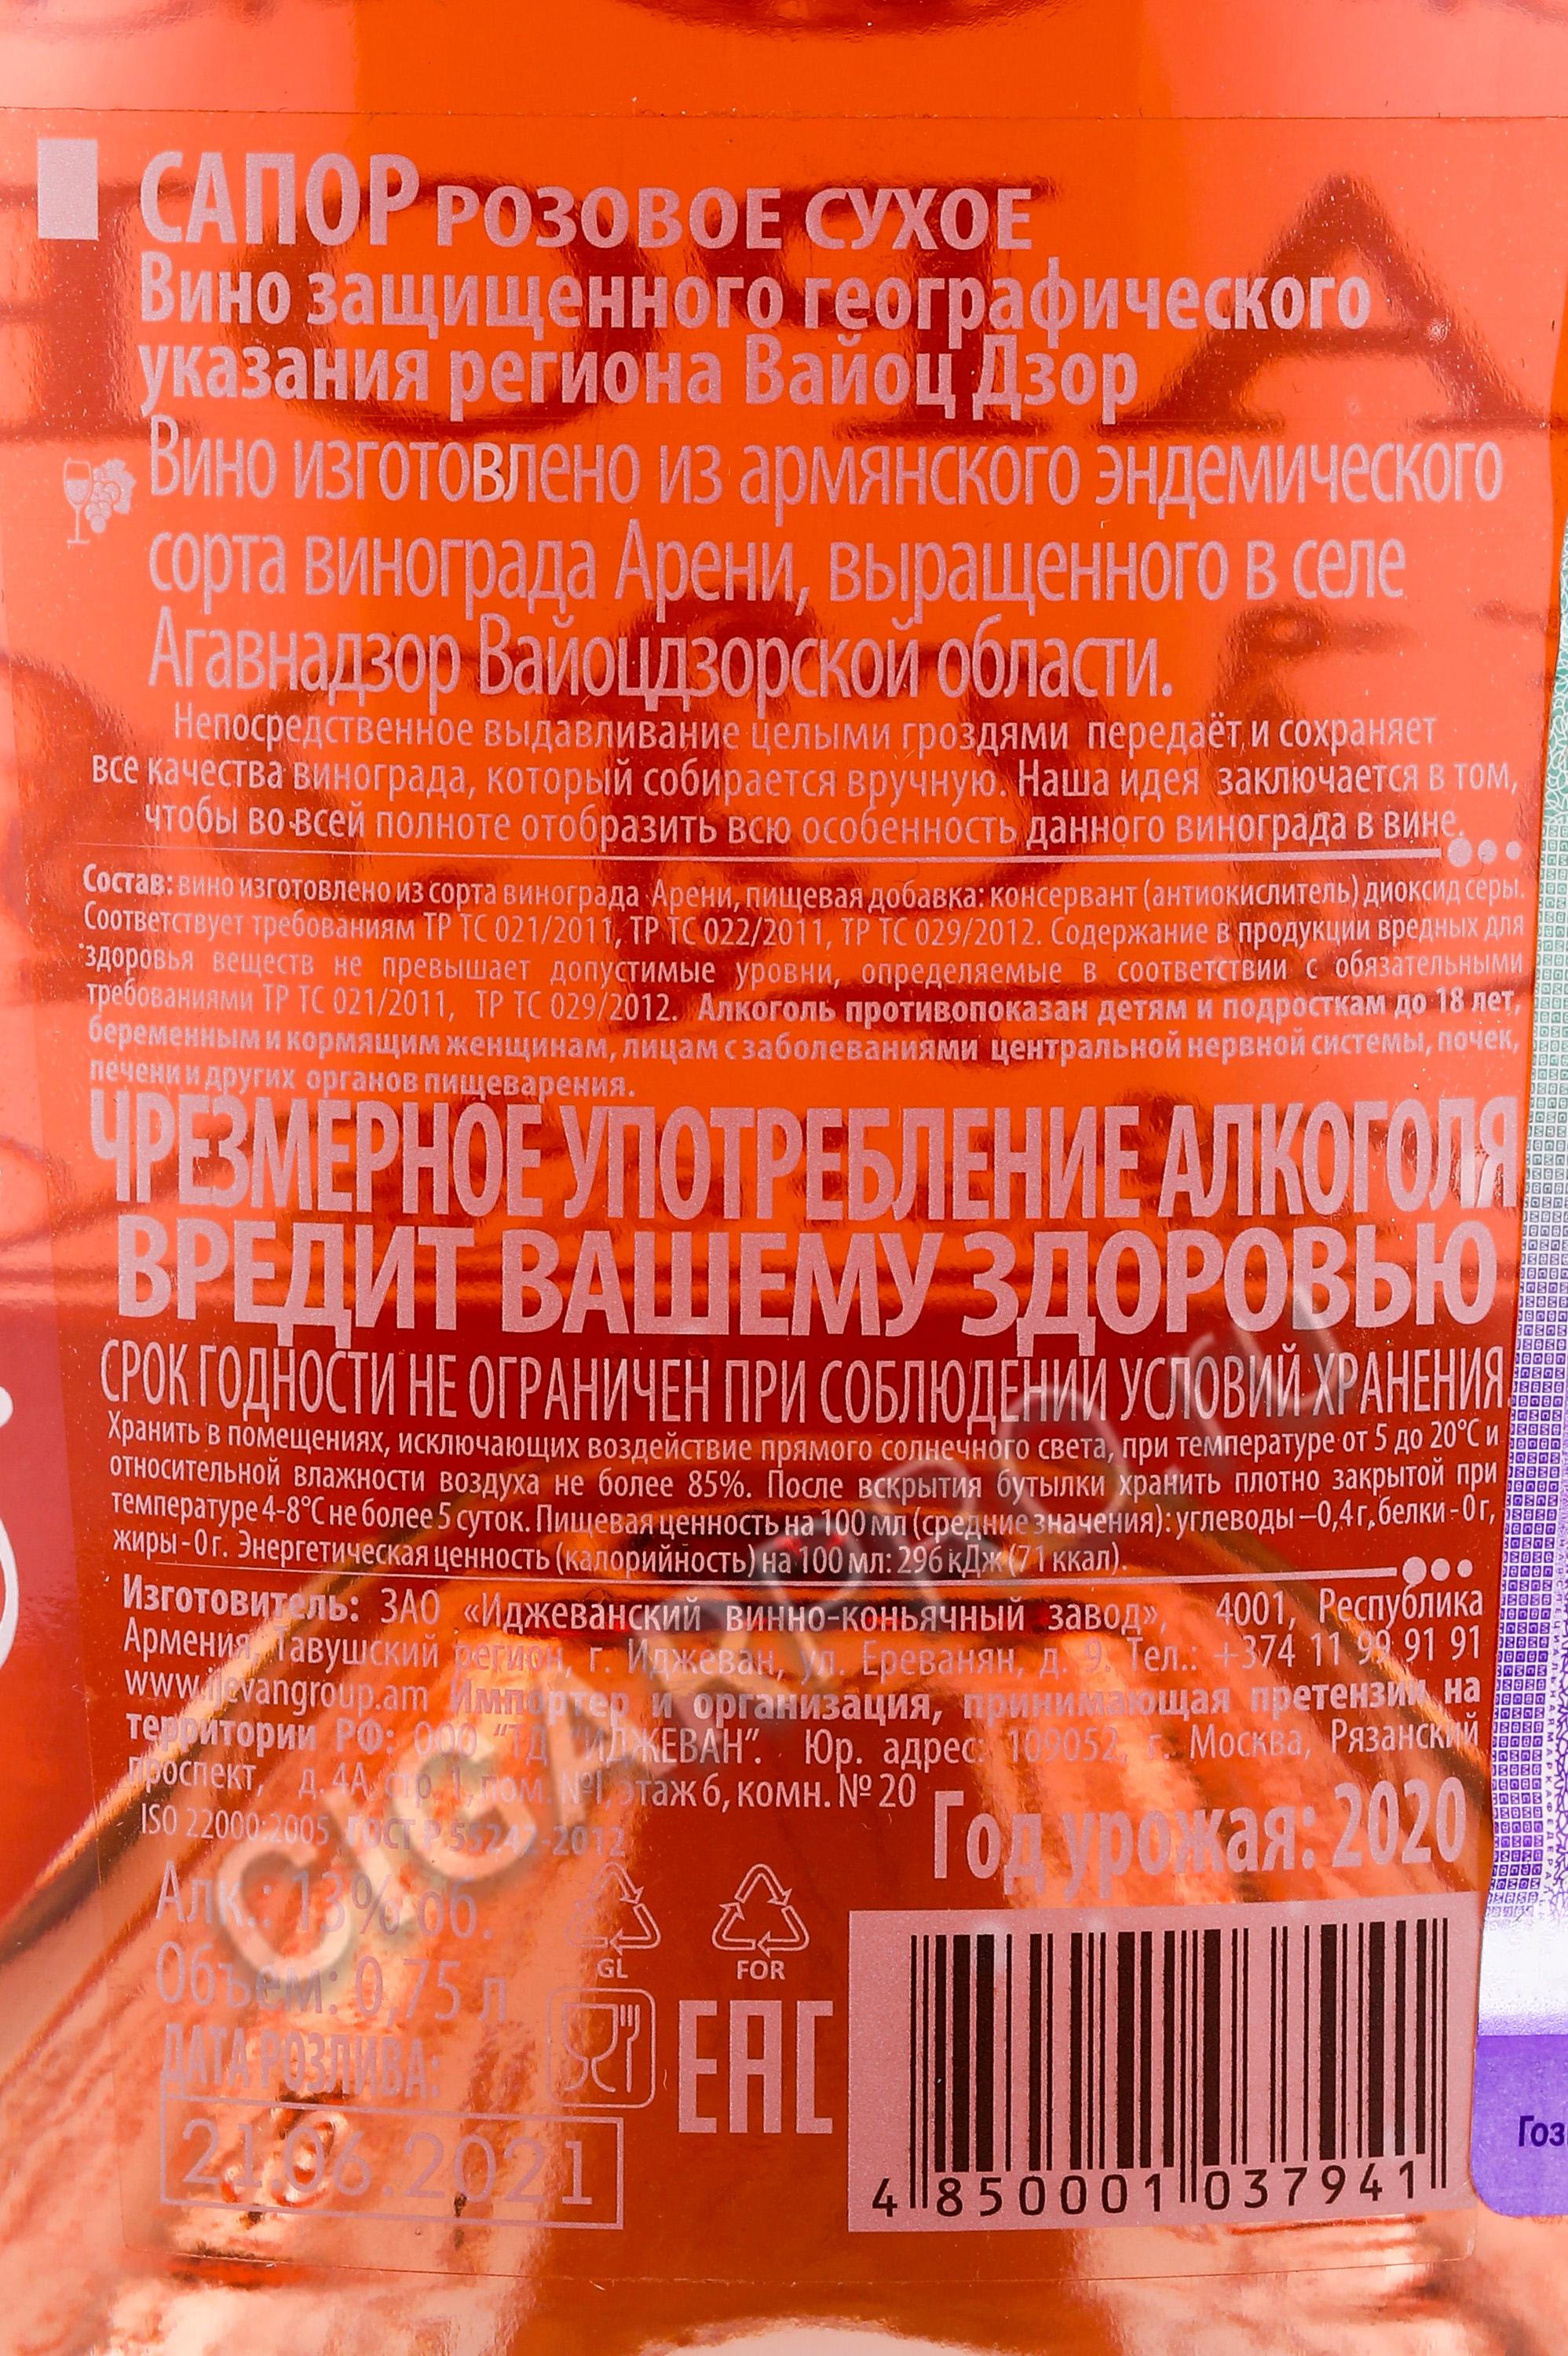 САПОР РОЗОВОЕ СУХОЕ
Вино защищенного географического
указания региона Вайоц Дзор
Вино изготовлено из армянского эндемического
сорта винограда Арени, выращенного в селе
Агавнадзор Вайоцдзорской области.
Непосредственное выдавливание целыми гроздями передаёт и сохраняет
все качества винограда, который собирается вручную. Наша идея заключается в том,
чтобы во всей полноте отобразить всю особенность данного винограда в вине.
Состав: вино изготовлено из сорта винограда Арени, пищевая добавка: консервант (антиокислитель) диоксид серы.
Соответствует требованиям ТР ТС 021/2011, ТР ТС 022/2011, ТР ТС 029/2012. Содержание в продукции вредных для
здоровья веществ не превышает допустимые уровни, определяемые в соответствии с обязательными
требованиями ТР ТС 021/2011, ТР ТС 029/2012. Алкоголь противопоказан детям и подросткам до 18 лет,
беременным и кормящим женщинам, лицам с заболеваниями центральной нервной системы, почек,
печени и других органов пищеварения.
ЧРЕЗМЕРНОЕ УПОТРЕБЛЕНИЕ АЛКОГОЛЯ
ВРЕДИТ ВАШЕМУ ЗДОРОВЬЮ
СРОК ГОДНОСТИ НЕ ОГРАНИЧЕН ПРИ СОБЛЮДЕНИИ УСЛОВИЙ ХРАНЕНИЯ
Хранить в помещениях, исключающих воздействие прямого солнечного света, при температуре от 5 до 20°С и
относительной влажности воздуха не более 85%. После вскрытия бутылки хранить плотно закрытой при
температуре 4-8°С не более 5 суток. Пищевая ценность на 100 мл (средние значения): углеводы –0,4 г, белки - 0 г,
жиры - 0 г. Энергетическая ценность (калорийность) на 100 мл: 296 кДж (71 ккал).
Изготовитель: ЗАО «Иджеванский винно-коньячный завод», 4001, Республика
Армения, Тавушский регион, г. Иджеван, ул. Ереванян, д. 9. Тел.: +374 11 99 91 91
www.ijevangroup.am Импортер и организация, принимающая претензии на
территории РФ: ООО "ТД "ИДЖЕВАН". Юр. адрес: 109052, г. Москва, Рязанский
проспект, д. 4А, стр. 1, пом. №I, этаж 6, комн. № 20
ISO 22000:2005 ГОСТ Р 55242-2012
Год урожая: 2020
Алк.: 13% об.
Объем: 0,75 л
ДАТА РОЗЛИВА:
21.06.2021
GL
FOR
EAC
4 850001 037941
Гоз
CIGARPRO.ru